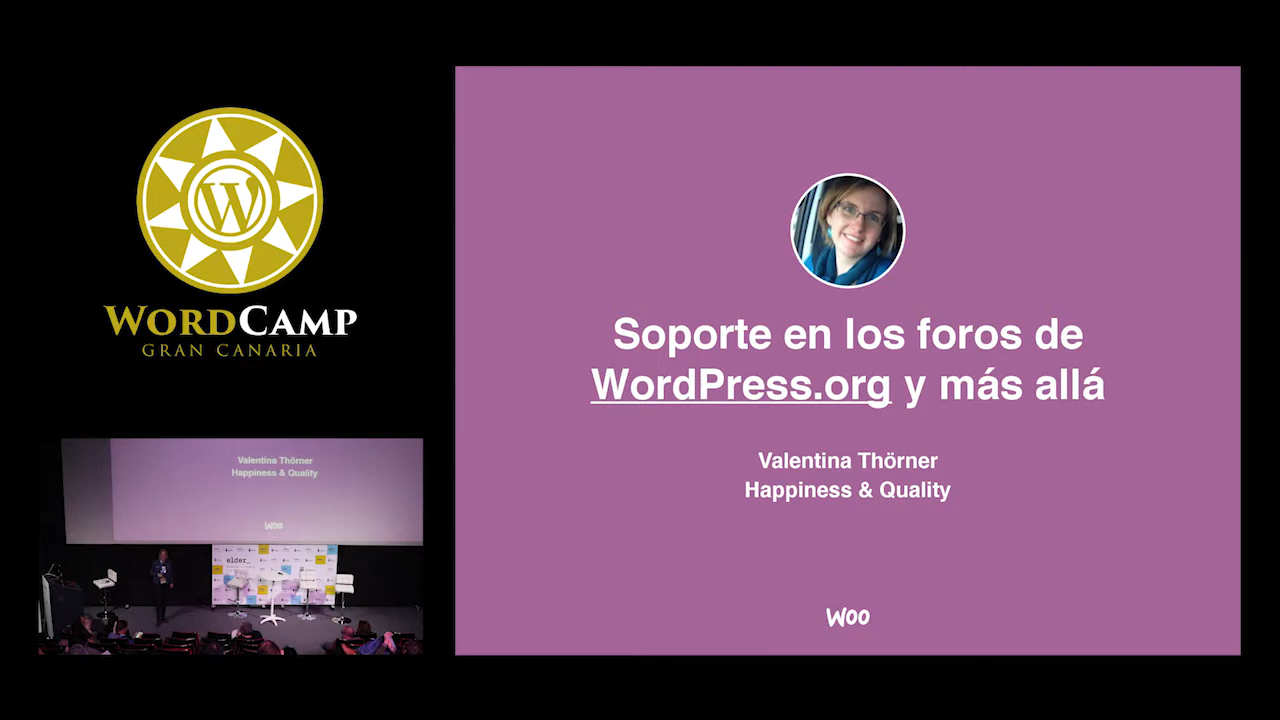 WORDCAMP
GRAN CANARIA
Soporte en los foros de
WordPress.org y más allá
Valentina Thörner
Happiness & Quality
Woo
Valentina Thörner
Happiness & Quality
Woo
elder_